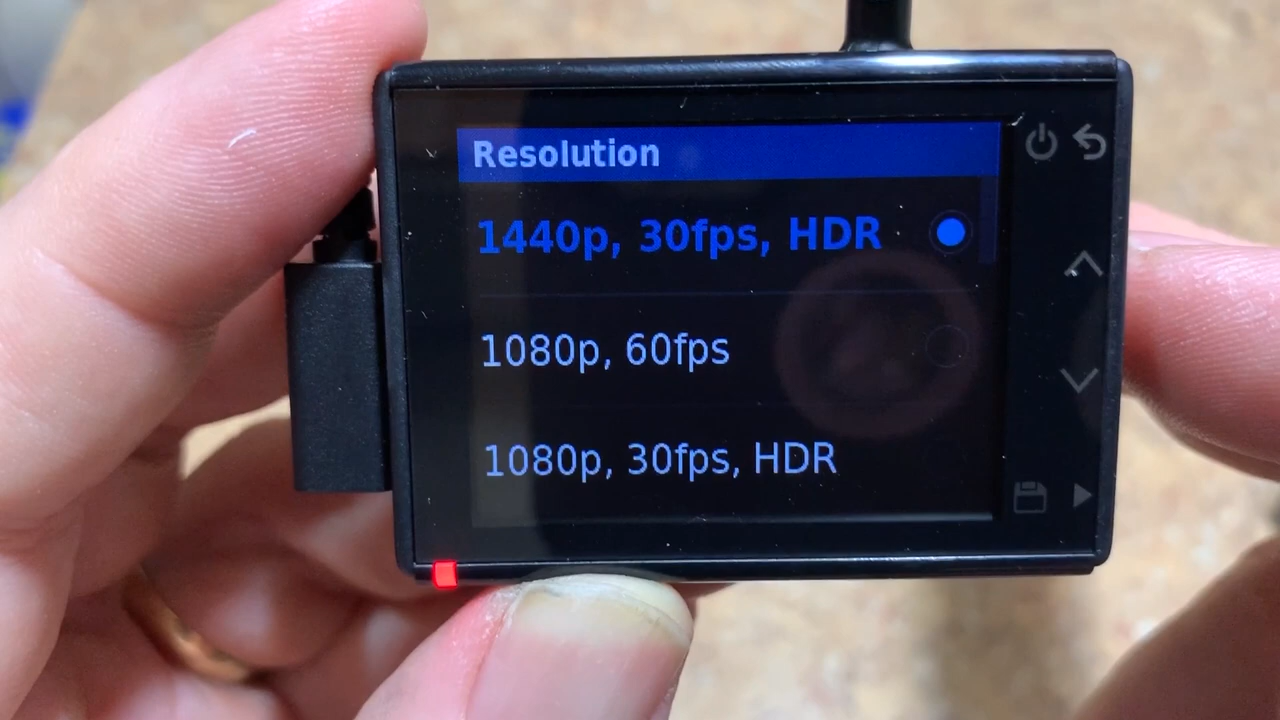 Resolution
1440p, 30fps, HDR
1080p, 60fps
1080p, 30fps, HDR